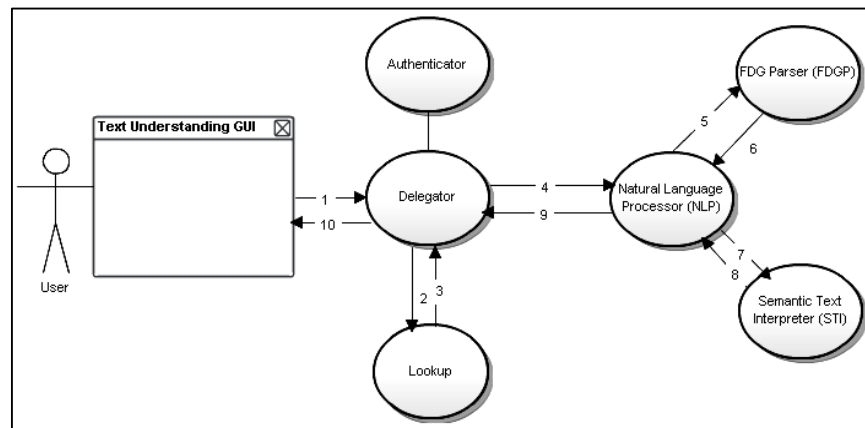 Authenticator
FDG Parser (FDGP)
Text Understanding GUI
5
6
1
Delegator
4
Natural Language
Processor (NLP)
10
9
7
8
User
2
3
Semantic Text
Interpreter (STI)
Lookup